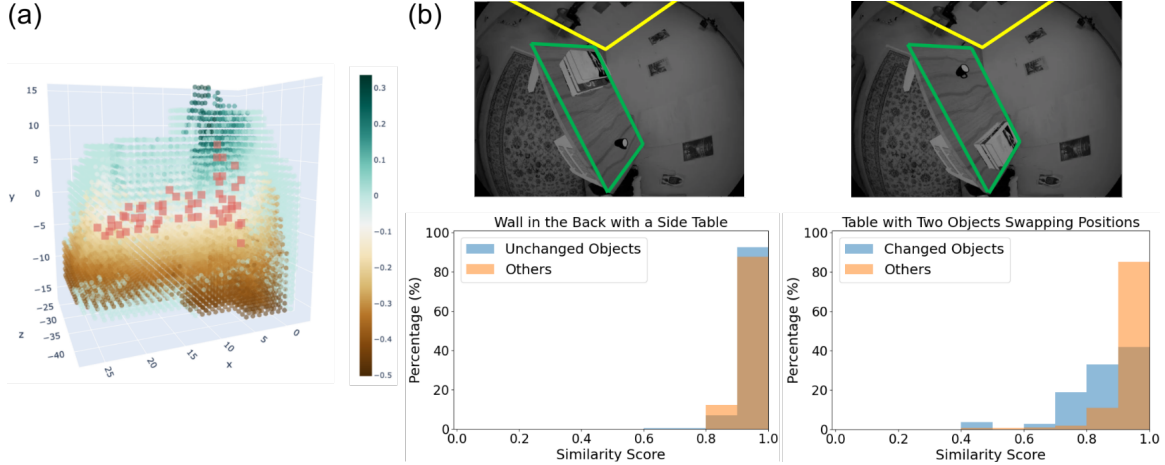 (a)
(b)
15
10
5
0
−5
−10
−15
−20
−25
y
−25
−30
−35
−40
z
25
20
15
10
5
0
x
0.3
0.2
0.1
0
−0.1
−0.2
−0.3
−0.4
−0.5
Wall in the Back with a Side Table
Unchanged Objects
Others
100
80
60
40
20
0
Percentage (%)
0.0 0.2 0.4 0.6 0.8 1.0
Similarity Score
Table with Two Objects Swapping Positions
Changed Objects
Others
100
80
60
40
20
0
Percentage (%)
0.0 0.2 0.4 0.6 0.8 1.0
Similarity Score